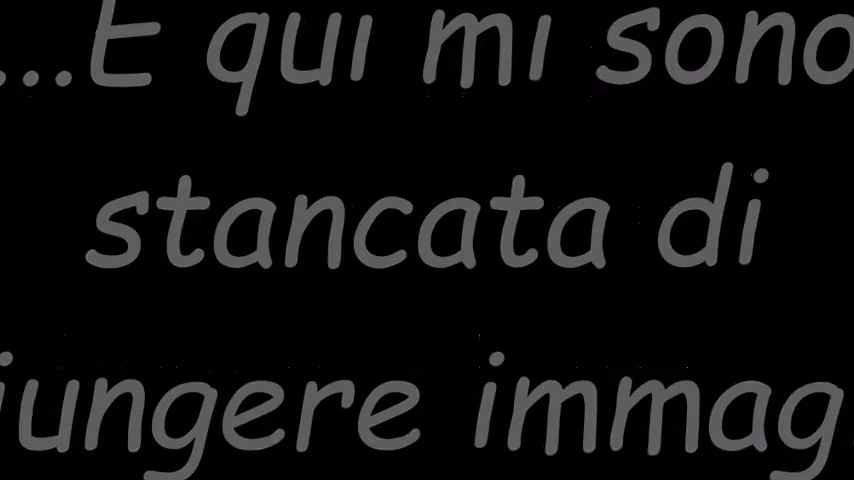 ...E qui mi sono
stancata di
iungere immag